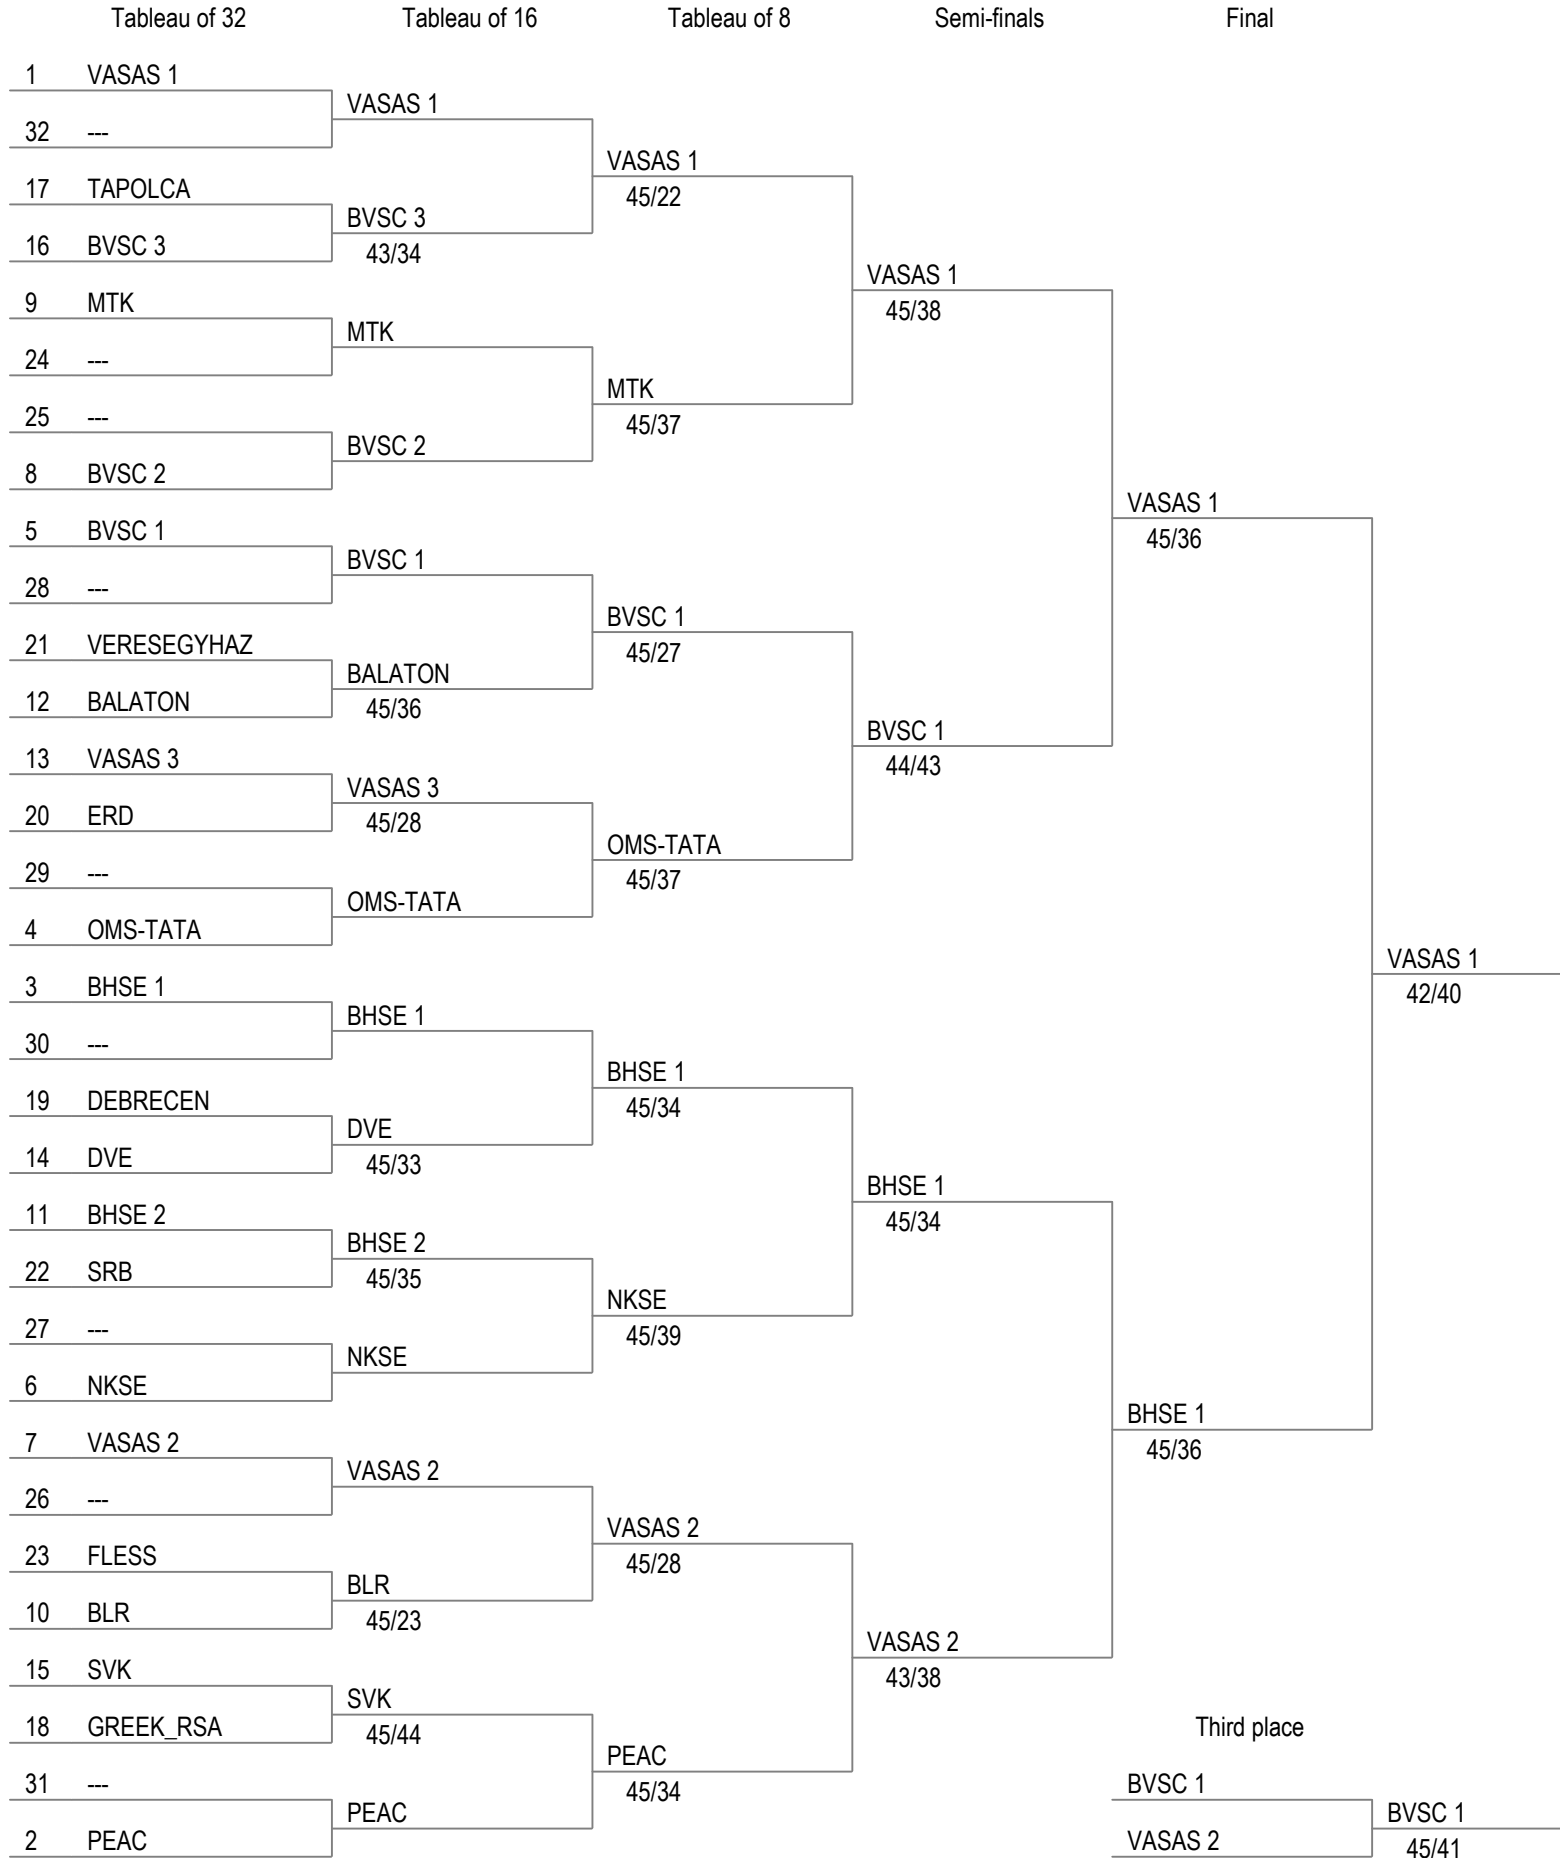 Tableau of 32 Tableau of 16 Tableau of 8 Semi-finals Final
1 VASAS 1
VASAS 1
32 ---
VASAS 1
17 TAPOLCA
45/22
BVSC 3
16 BVSC 3
43/34
VASAS 1
9 MTK
45/38
MTK
24 ---
MTK
25 ---
45/37
BVSC 2
8 BVSC 2
VASAS 1
5 BVSC 1
45/36
BVSC 1
28 ---
BVSC 1
21 VERESEGYHAZ
45/27
BALATON
12 BALATON
45/36
BVSC 1
13 VASAS 3
44/43
VASAS 3
20 ERD
45/28
OMS-TATA
29 ---
45/37
OMS-TATA
4 OMS-TATA
VASAS 1
3 BHSE 1
42/40
BHSE 1
30 ---
BHSE 1
19 DEBRECEN
45/34
DVE
14 DVE
45/33
BHSE 1
11 BHSE 2
45/34
BHSE 2
22 SRB
45/35
NKSE
27 ---
45/39
NKSE
6 NKSE
BHSE 1
7 VASAS 2
45/36
VASAS 2
26 ---
VASAS 2
23 FLESS
45/28
BLR
10 BLR
45/23
VASAS 2
15 SVK
43/38
SVK
18 GREEK_RSA
45/44
Third place
PEAC
31 ---
BVSC 1
45/34
PEAC
BVSC 1
2 PEAC
VASAS 2
45/41